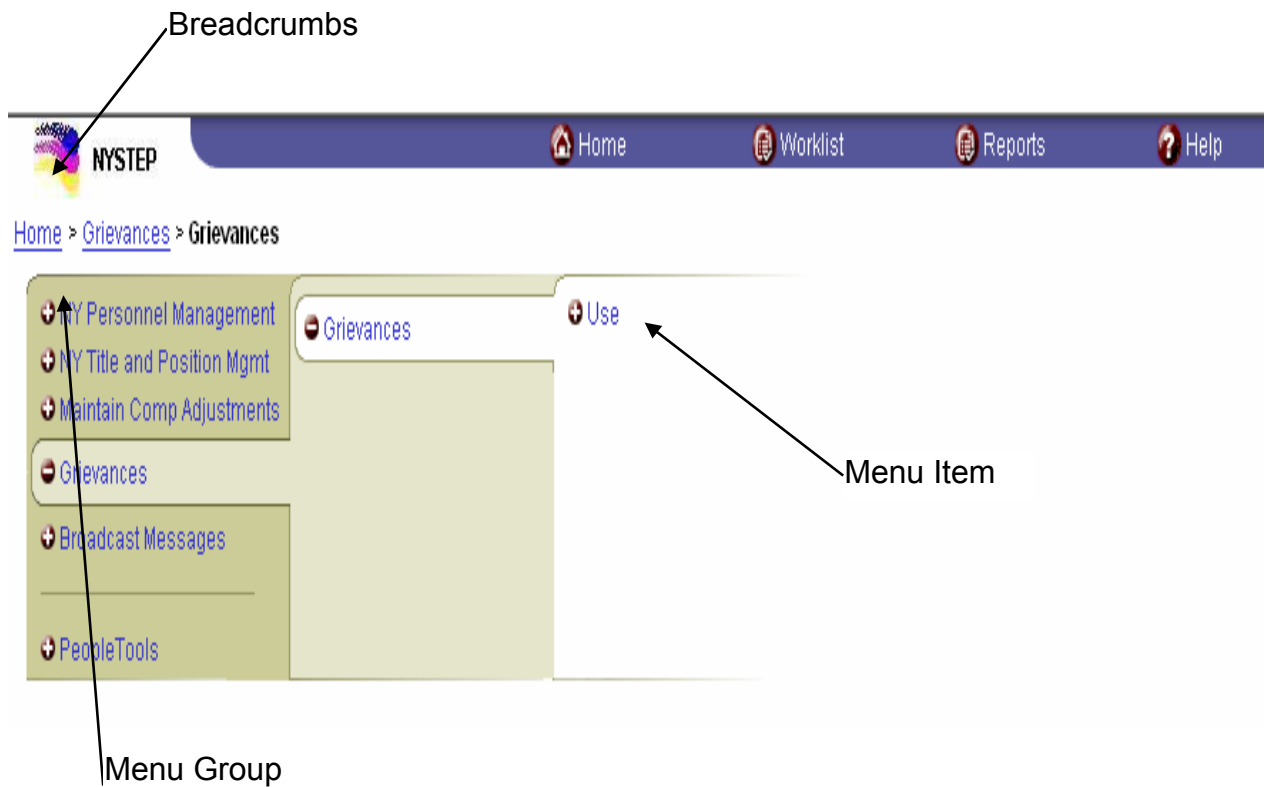 Breadcrumbs
NYSTEP
Home Worklist Reports Help
Home > Grievances > Grievances
NY Personnel Management
NY Title and Position Mgmt
Maintain Comp Adjustments
Grievances
Broadcast Messages
PeopleTools
Grievances
Use
Menu Item
Menu Group